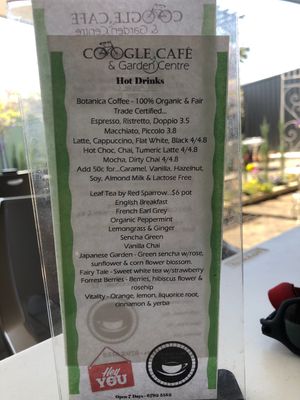 COOGLE CAFE
& Garden Centre
COOGLE CAFÉ
& Garden Centre
Hot Drinks
Botanica Coffee - 100% Organic & Fair
Trade Certified...
Espresso, Ristretto, Doppio 3.5
Macchiato, Piccolo 3.8
Latte, Cappuccino, Flat White, Black 4/4.8
Hot Choc, Chai, Tumeric Latte 4/4.8
Mocha, Dirty Chai 4/4.8
Add 50c for...Caramel, Vanilla, Hazelnut,
Soy, Almond Milk & Lactose Free
Leaf Tea by Red Sparrow...$6 pot
English Breakfast
French Earl Grey
Organic Peppermint
Lemongrass & Ginger
Sencha Green
Vanilla Chai
Japanese Garden - Green sencha w/rose,
sunflower & corn flower blossom.
Fairy Tale - Sweet white tea w/strawberry
Forrest Berries - Berries, hibiscus flower &
rosehip
Vitality - Orange, lemon, liquorice root,
cinnamon & yerba
Hey
YOU
Open 7 Days -